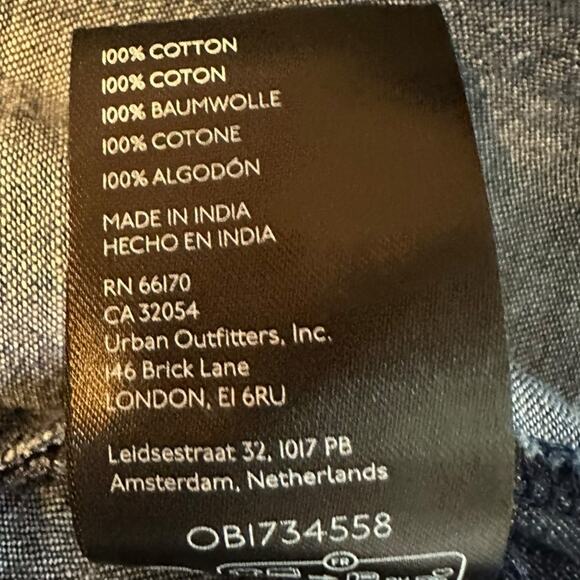 100% COTTON
100% COTON
100% BAUMWOLLE
100% COTONE
100% ALGODÓN
MADE IN INDIA
HECHO EN INDIA
RN 66170
CA 32054
Urban Outfitters, Inc.
146 Brick Lane
LONDON, E1 6RU
Leidsestraat 32, 1017 PB
Amsterdam, Netherlands
OB1734558
FR